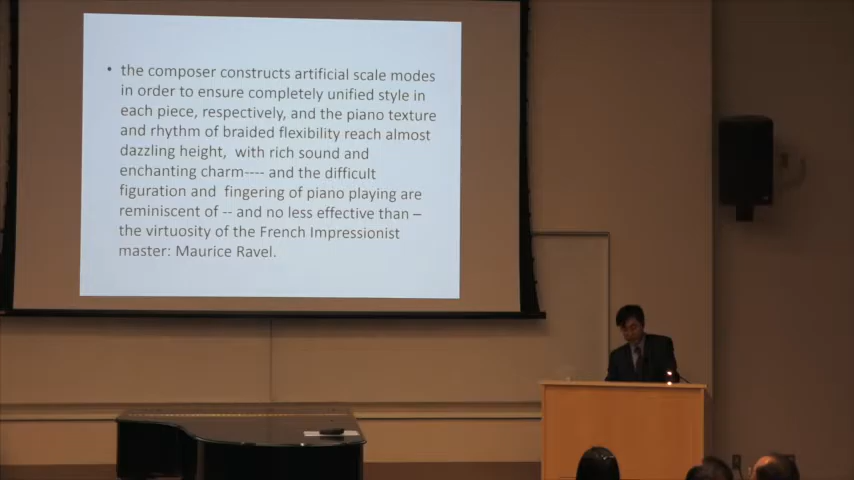 • the composer constructs artificial scale modes
in order to ensure completely unified style in
each piece, respectively, and the piano texture
and rhythm of braided flexibility reach almost
dazzling height,  with rich sound and
enchanting charm---- and the difficult
figuration and  fingering of piano playing are
reminiscent of -- and no less effective than –
the virtuosity of the French Impressionist
master: Maurice Ravel.